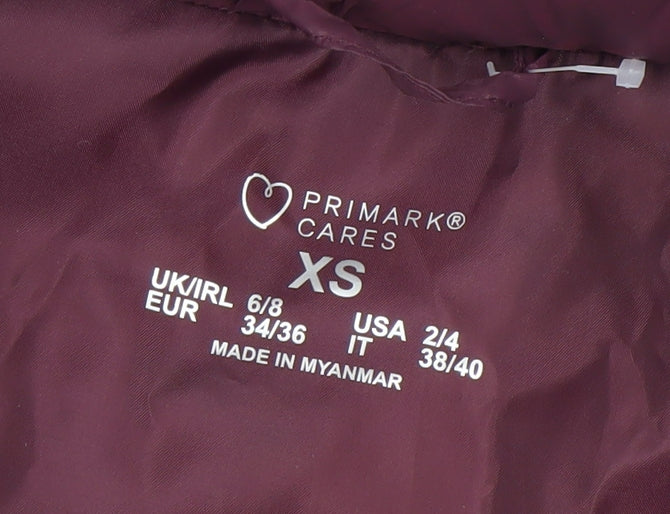 PRIMARK®
CARES
XS
UK/IRL 6/8 USA 2/4
EUR 34/36 IT 38/40
MADE IN MYANMAR